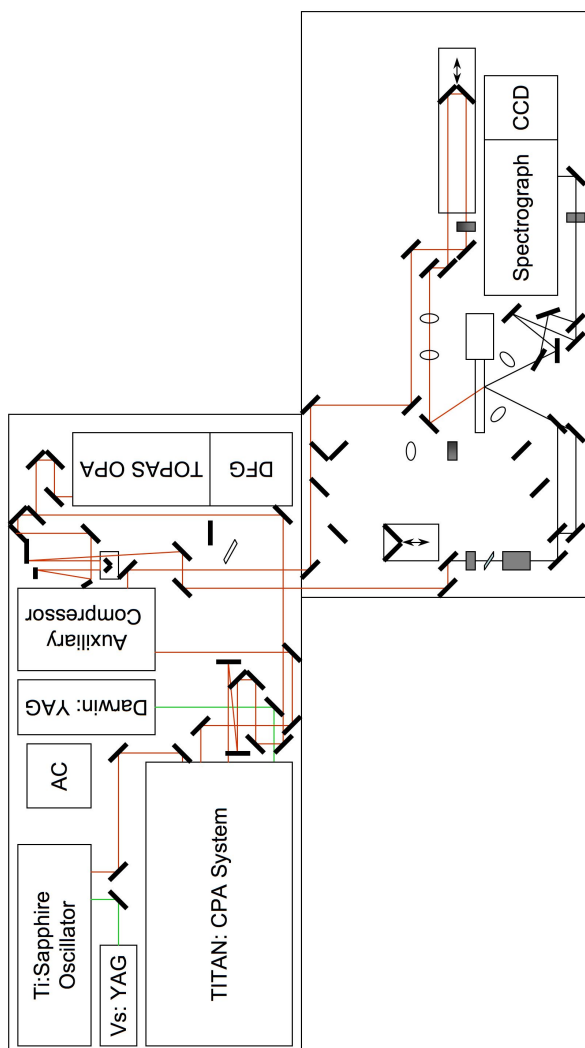 CCD
Spectrograph
TOPAS OPA
DFG
Auxiliary
Compressor
Darwin: YAG
AC
Ti:Sapphire
Oscillator
Vs: YAG
TITAN: CPA System